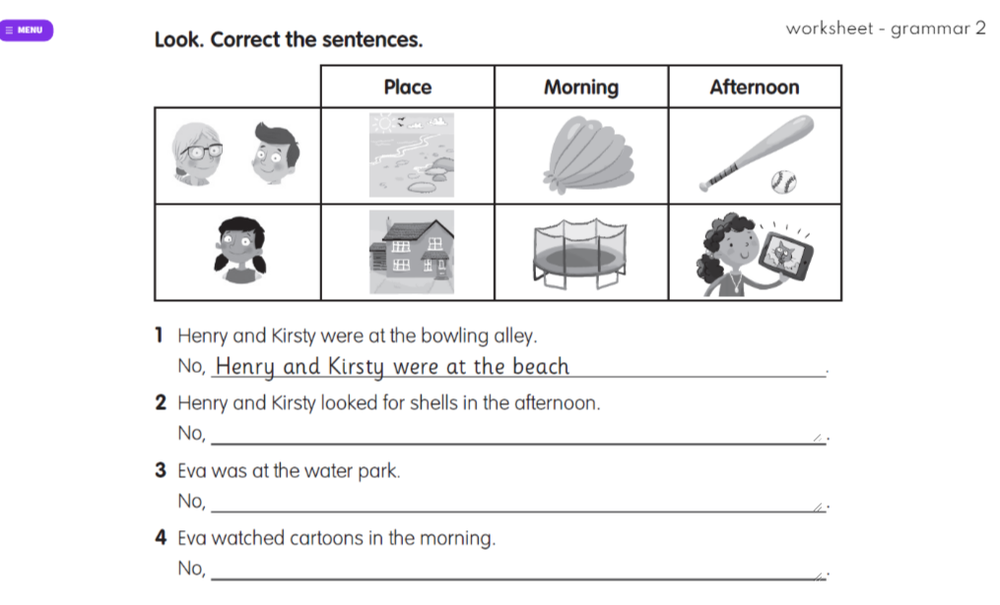 ≡ MENU
worksheet - grammar 2
Look. Correct the sentences.
Place Morning Afternoon
1 Henry and Kirsty were at the bowling alley.
No, Henry and Kirsty were at the beach.
2 Henry and Kirsty looked for shells in the afternoon.
No, .
3 Eva was at the water park.
No, .
4 Eva watched cartoons in the morning.
No, .